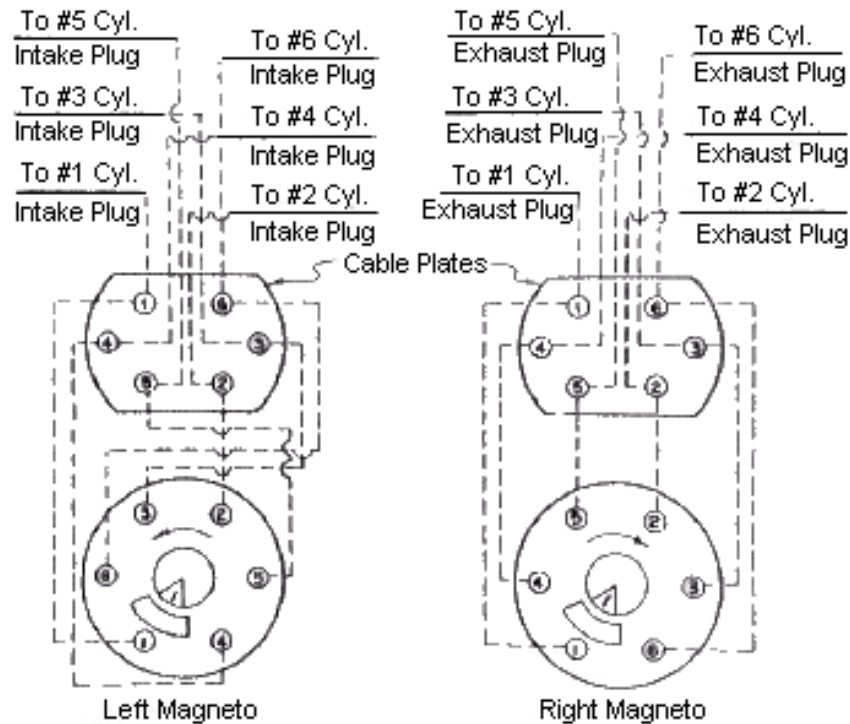 To #5 Cyl.
Intake Plug
To #6 Cyl.
Intake Plug
To #3 Cyl.
Intake Plug
To #4 Cyl.
Intake Plug
To #1 Cyl.
Intake Plug
To #2 Cyl.
Intake Plug
To #5 Cyl.
Exhaust Plug
To #6 Cyl.
Exhaust Plug
To #3 Cyl.
Exhaust Plug
To #4 Cyl.
Exhaust Plug
To #1 Cyl.
Exhaust Plug
To #2 Cyl.
Exhaust Plug
Cable Plates
1 6
4 3
5 2
3 2
6 5
1 4
Left Magneto
1 6
4 3
5 2
5 2
4 3
1 6
Right Magneto